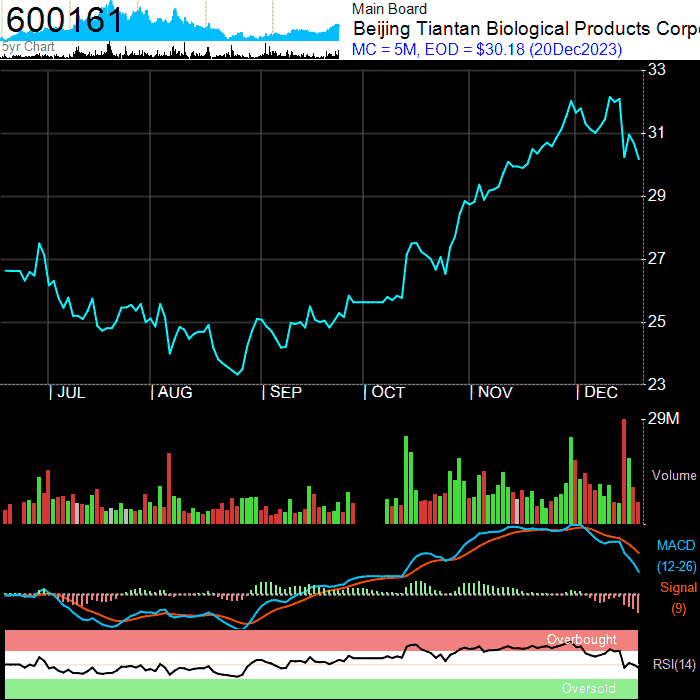 600161
5yr Chart
Main Board
Beijing Tiantan Biological Products Corpo
MC = 5M, EOD = $30.18 (20Dec2023)
33
31
29
27
25
23
JUL AUG SEP OCT NOV DEC
29M
Volume
MACD
(12-26)
Signal
(9)
Overbought
RSI(14)
Oversold